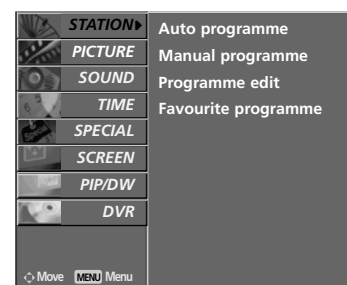 STATION
PICTURE
SOUND
TIME
SPECIAL
SCREEN
PIP/DW
DVR
Move MENU Menu
Auto programme
Manual programme
Programme edit
Favourite programme